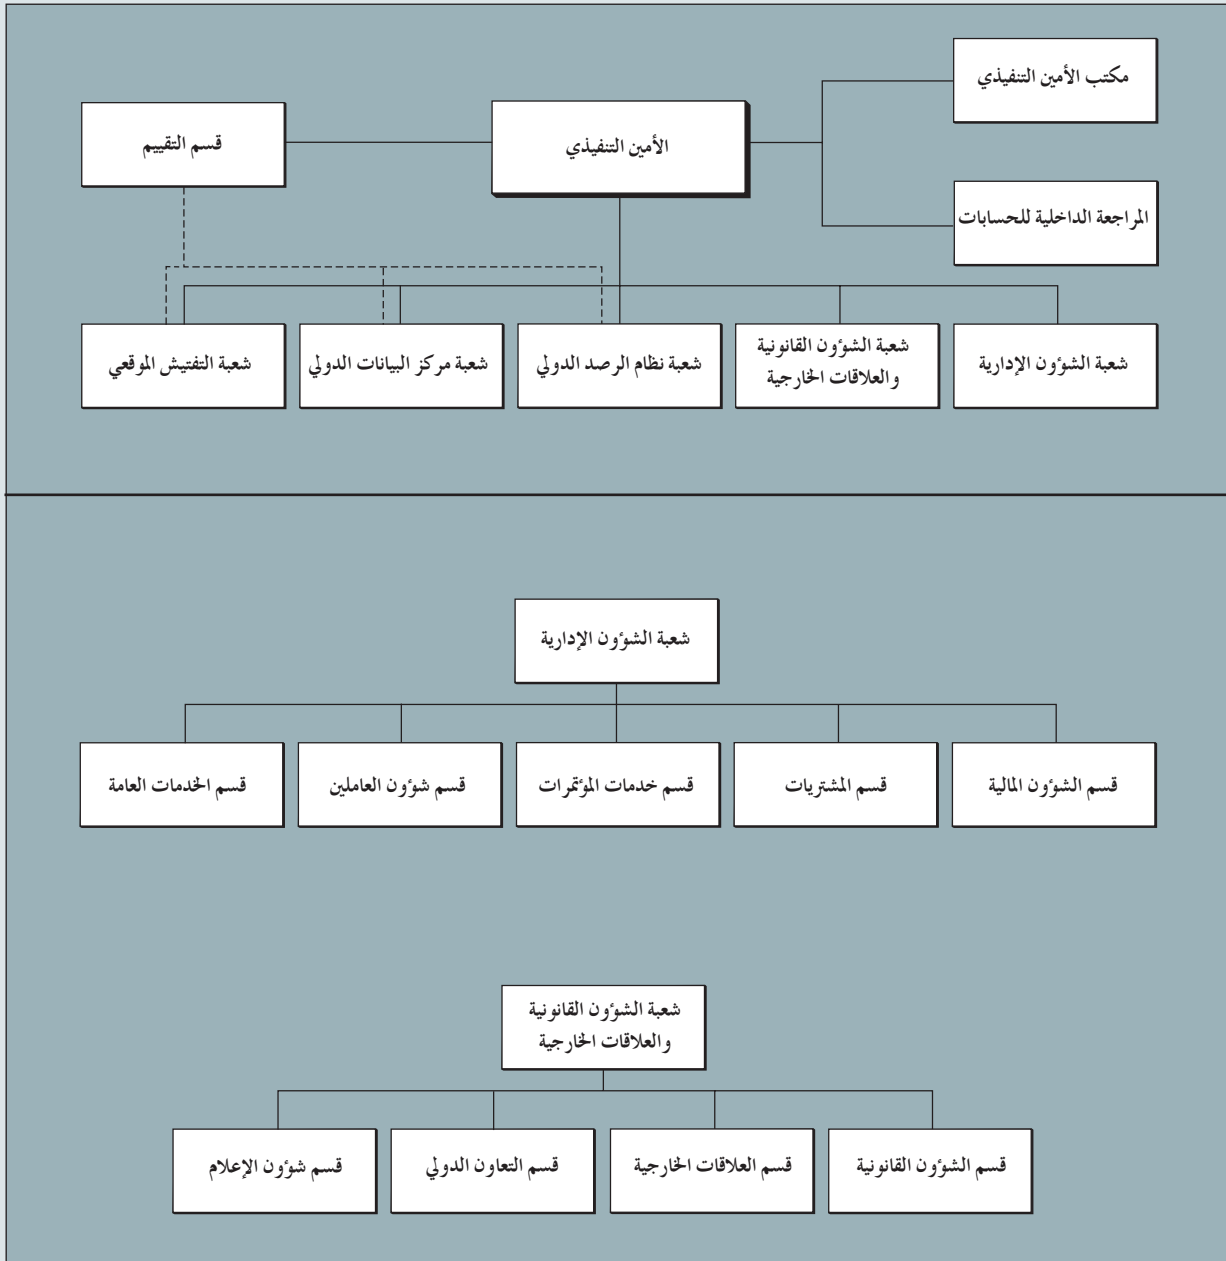 مكتب الأمين التنفيذي
الأمين التنفيذي
قسم التقييم
المراجعة الداخلية للحسابات
شعبة الشؤون الإدارية
شعبة الشؤون القانونية
والعلاقات الخارجية
شعبة نظام الرصد الدولي
شعبة مركز البيانات الدولي
شعبة التفتيش الموقعي
شعبة الشؤون الإدارية
قسم الشؤون المالية
قسم المشتريات
قسم خدمات المؤتمرات
قسم شؤون العاملين
قسم الخدمات العامة
شعبة الشؤون القانونية
والعلاقات الخارجية
قسم الشؤون القانونية
قسم العلاقات الخارجية
قسم التعاون الدولي
قسم شؤون الإعلام